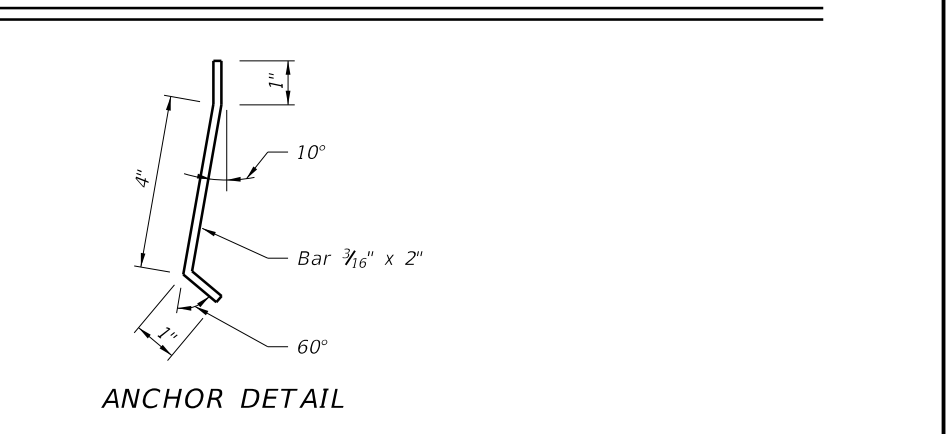 1"
10°
4"
Bar 3/16" x 2"
1"
60°
ANCHOR DETAIL